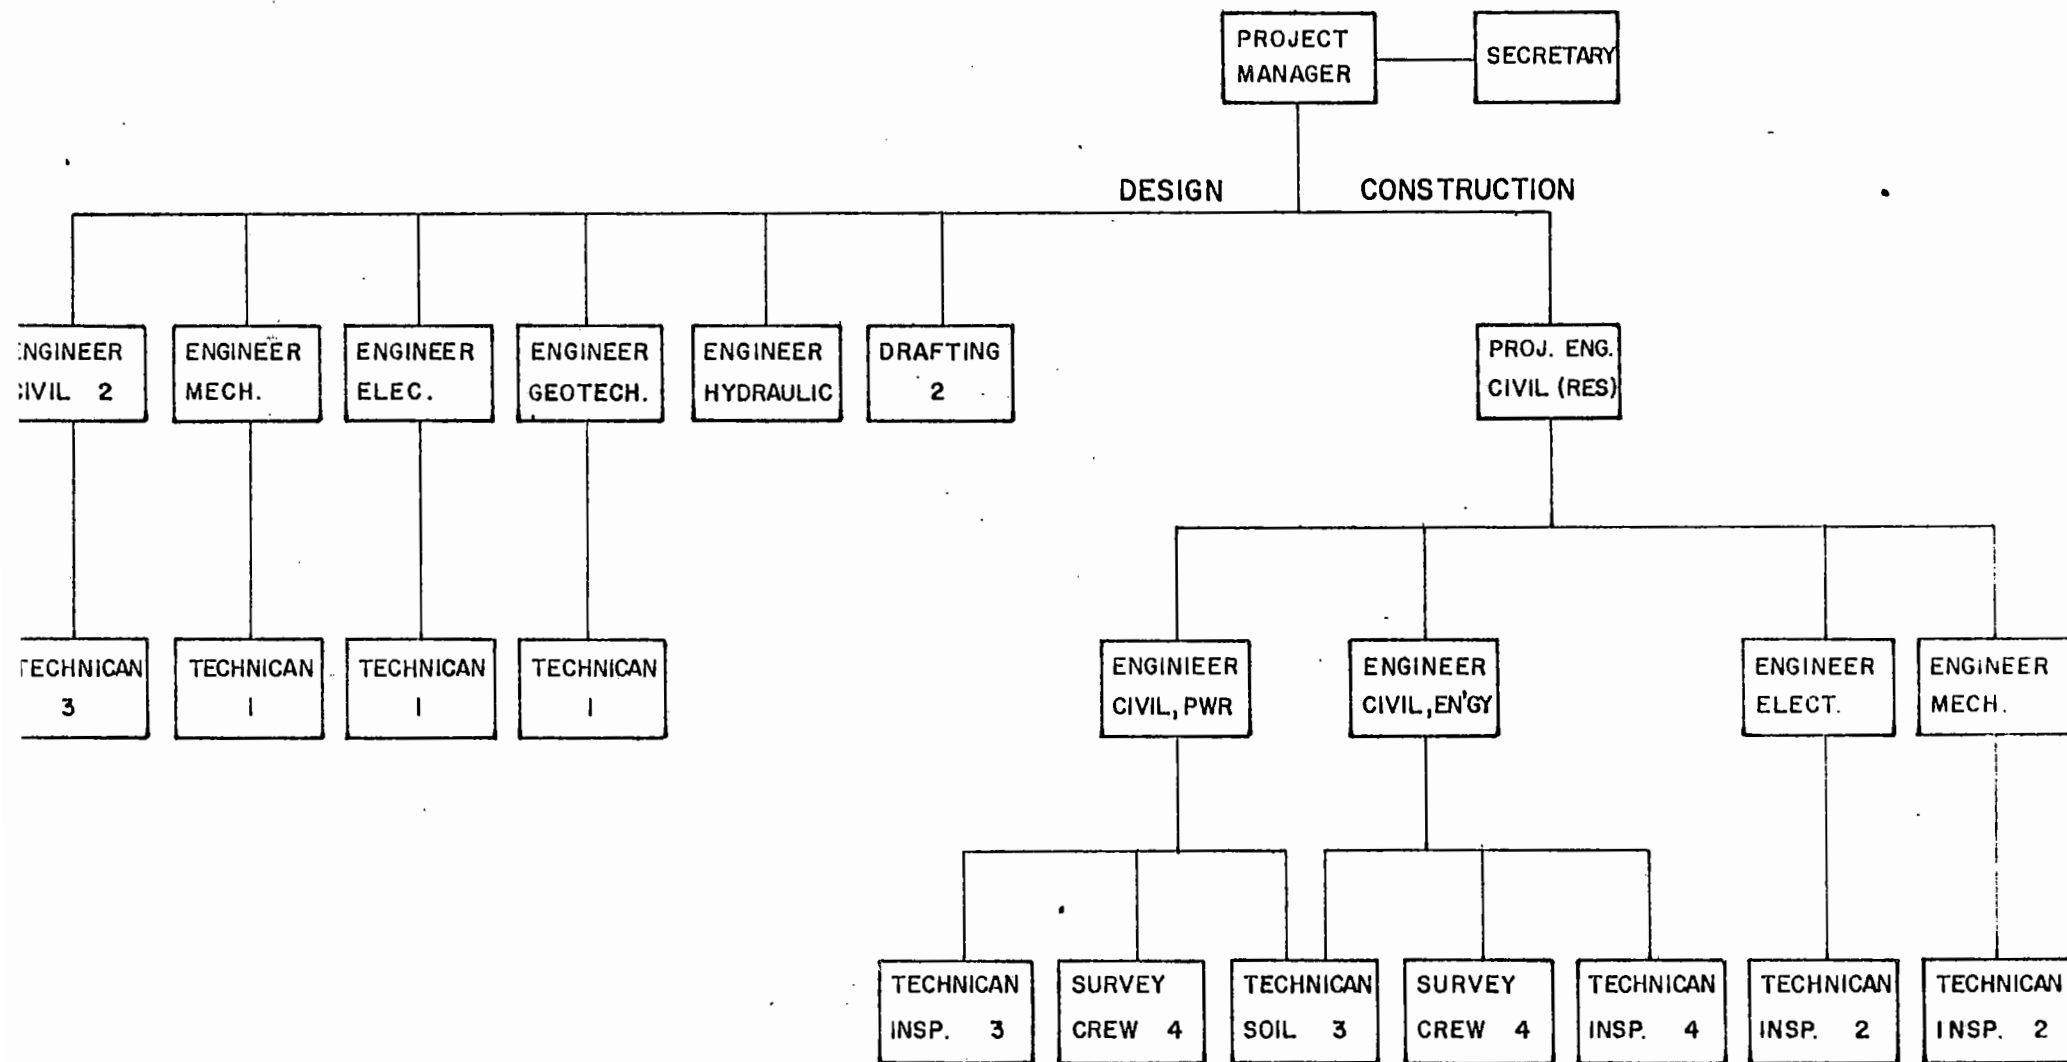 PROJECT
MANAGER
SECRETARY
DESIGN
CONSTRUCTION
ENGINEER
CIVIL 2
ENGINEER
MECH.
ENGINEER
ELEC.
ENGINEER
GEOTECH.
ENGINEER
HYDRAULIC
DRAFTING
2
PROJ. ENG.
CIVIL (RES)
TECHNICAN
3
TECHNICAN
1
TECHNICAN
1
TECHNICAN
1
ENGINIEER
CIVIL, PWR
ENGINEER
CIVIL, EN'GY
ENGINEER
ELECT.
ENGINEER
MECH.
TECHNICAN
INSP. 3
SURVEY
CREW 4
TECHNICAN
SOIL 3
SURVEY
CREW 4
TECHNICAN
INSP. 4
TECHNICAN
INSP. 2
TECHNICAN
INSP. 2